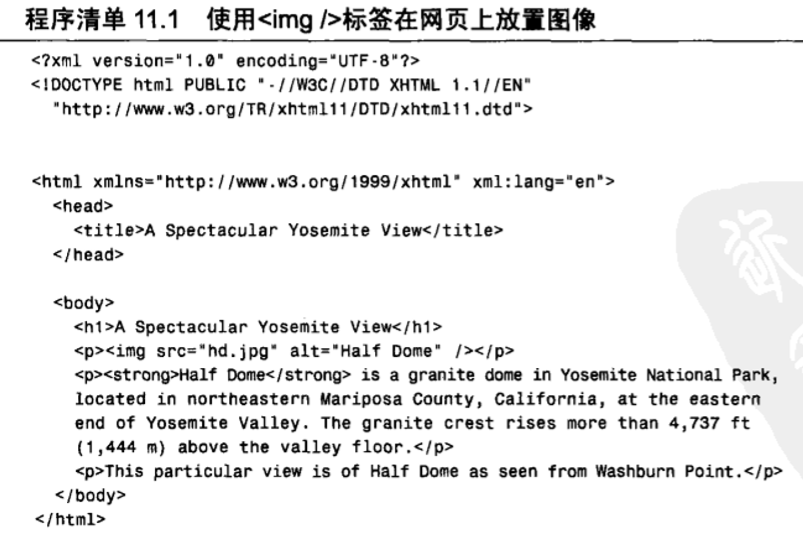 程序清单 11.1 使用<img />标签在网页上放置图像
<?xml version="1.0" encoding="UTF-8"?>
<!DOCTYPE html PUBLIC "-//W3C//DTD XHTML 1.1//EN"
"http://www.w3.org/TR/xhtml11/DTD/xhtml11.dtd">
<html xmlns="http://www.w3.org/1999/xhtml" xml:lang="en">
<head>
<title>A Spectacular Yosemite View</title>
</head>
<body>
<h1>A Spectacular Yosemite View</h1>
<p><img src="hd.jpg" alt="Half Dome" /></p>
<p><strong>Half Dome</strong> is a granite dome in Yosemite National Park,
located in northeastern Mariposa County, California, at the eastern
end of Yosemite Valley. The granite crest rises more than 4,737 ft
(1,444 m) above the valley floor.</p>
<p>This particular view is of Half Dome as seen from Washburn Point.</p>
</body>
</html>